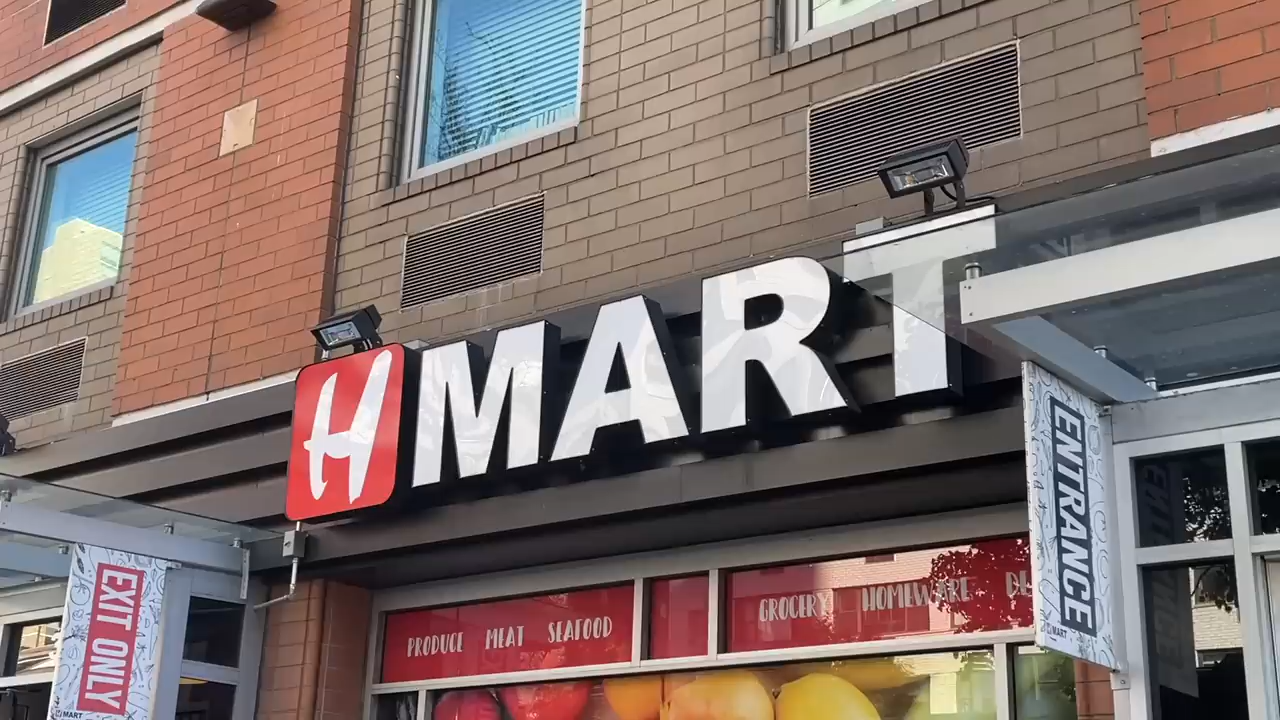 H MART
ENTRANCE
H MART
EXIT ONLY
H MART
PRODUCE MEAT SEAFOOD
GROCERY HOMEWARE